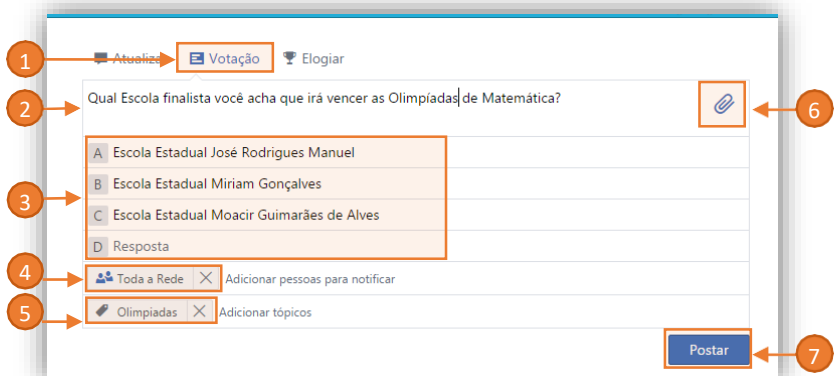 1 Atualiza Votação Elogiar
2 Qual Escola finalista você acha que irá vencer as Olimpíadas de Matemática? 6
A Escola Estadual José Rodrigues Manuel
B Escola Estadual Miriam Gonçalves
3
C Escola Estadual Moacir Guimarães de Alves
D Resposta
4 Toda a Rede Adicionar pessoas para notificar
5 Olimpiadas Adicionar tópicos
Postar 7